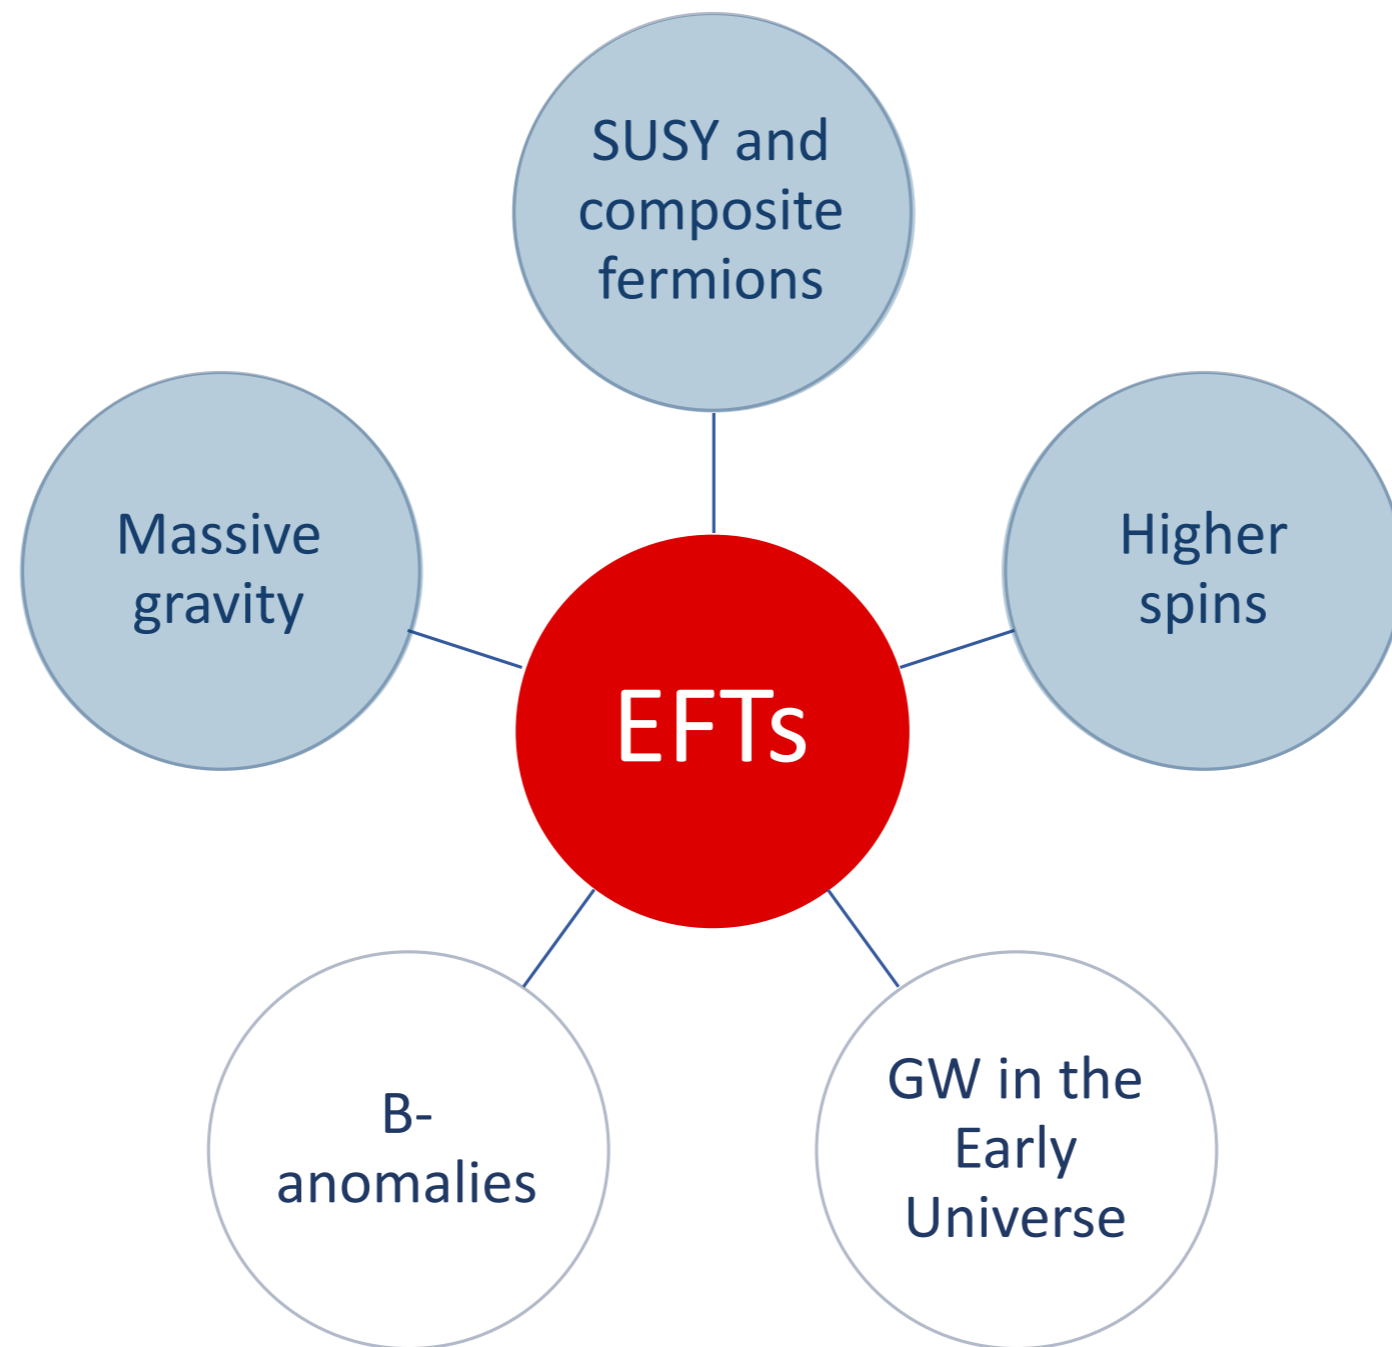 SUSY and
composite
fermions
Massive
gravity
Higher
spins
EFTs
B-
anomalies
GW in the
Early
Universe